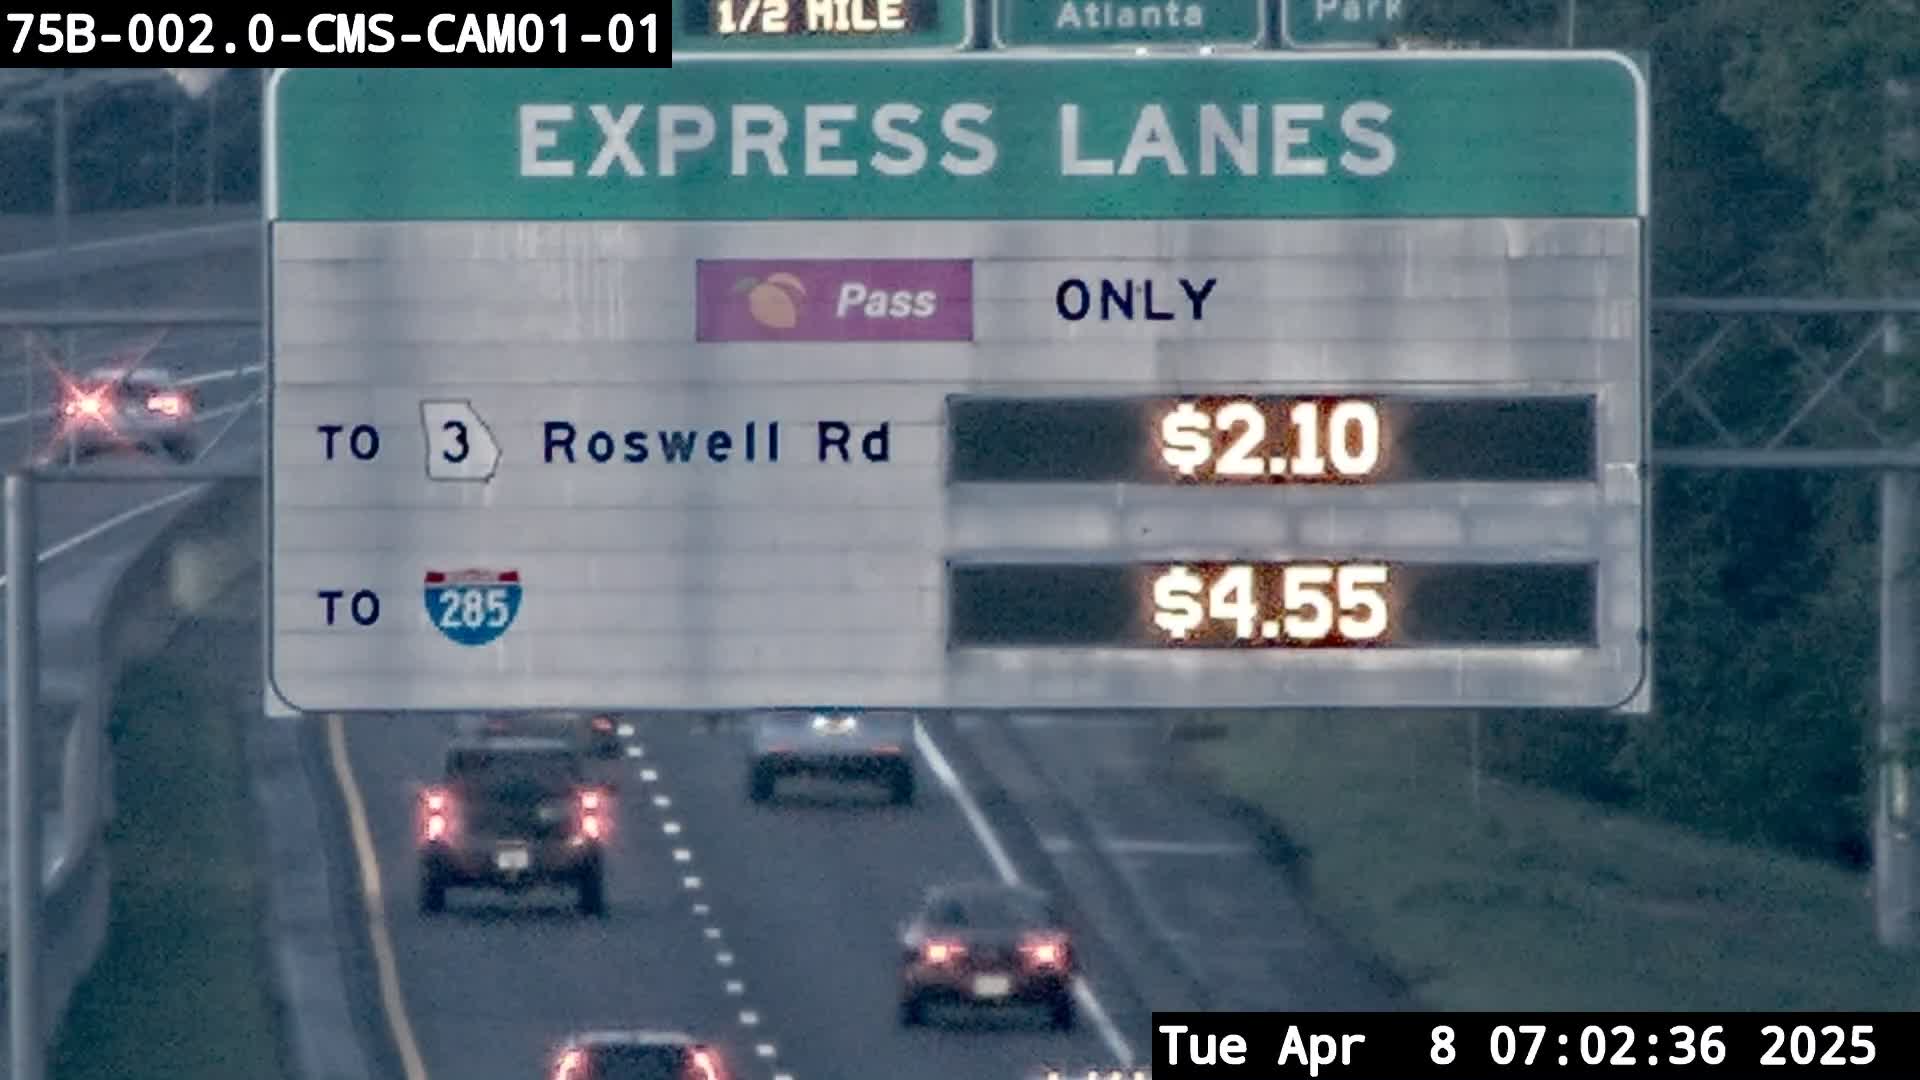 75B-002.0-CMS-CAM01-01
1/2 MILE
Atlanta
Park
EXPRESS LANES
Pass ONLY
TO 3 Roswell Rd $2.10
TO 285 $4.55
Tue Apr 8 07:02:36 2025